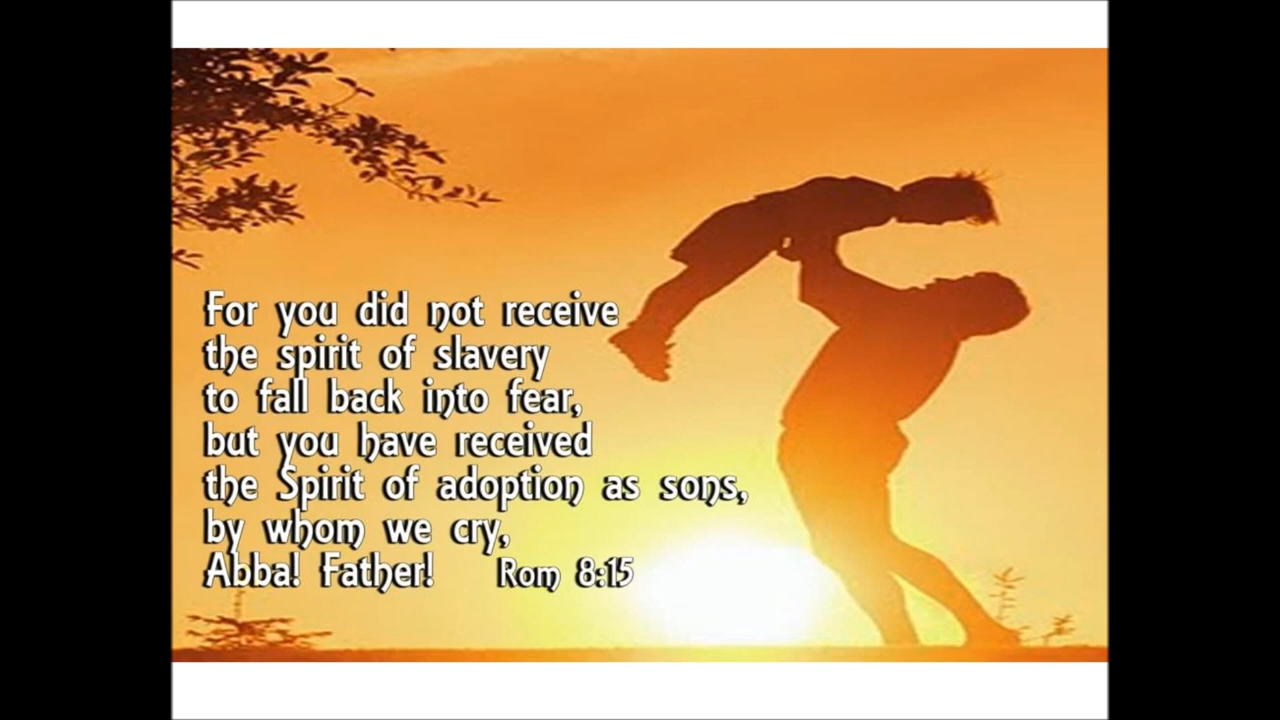 For you did not receive
the spirit of slavery
to fall back into fear,
but you have received
the Spirit of adoption as sons,
by whom we cry,
Abba! Father! Rom 8:15